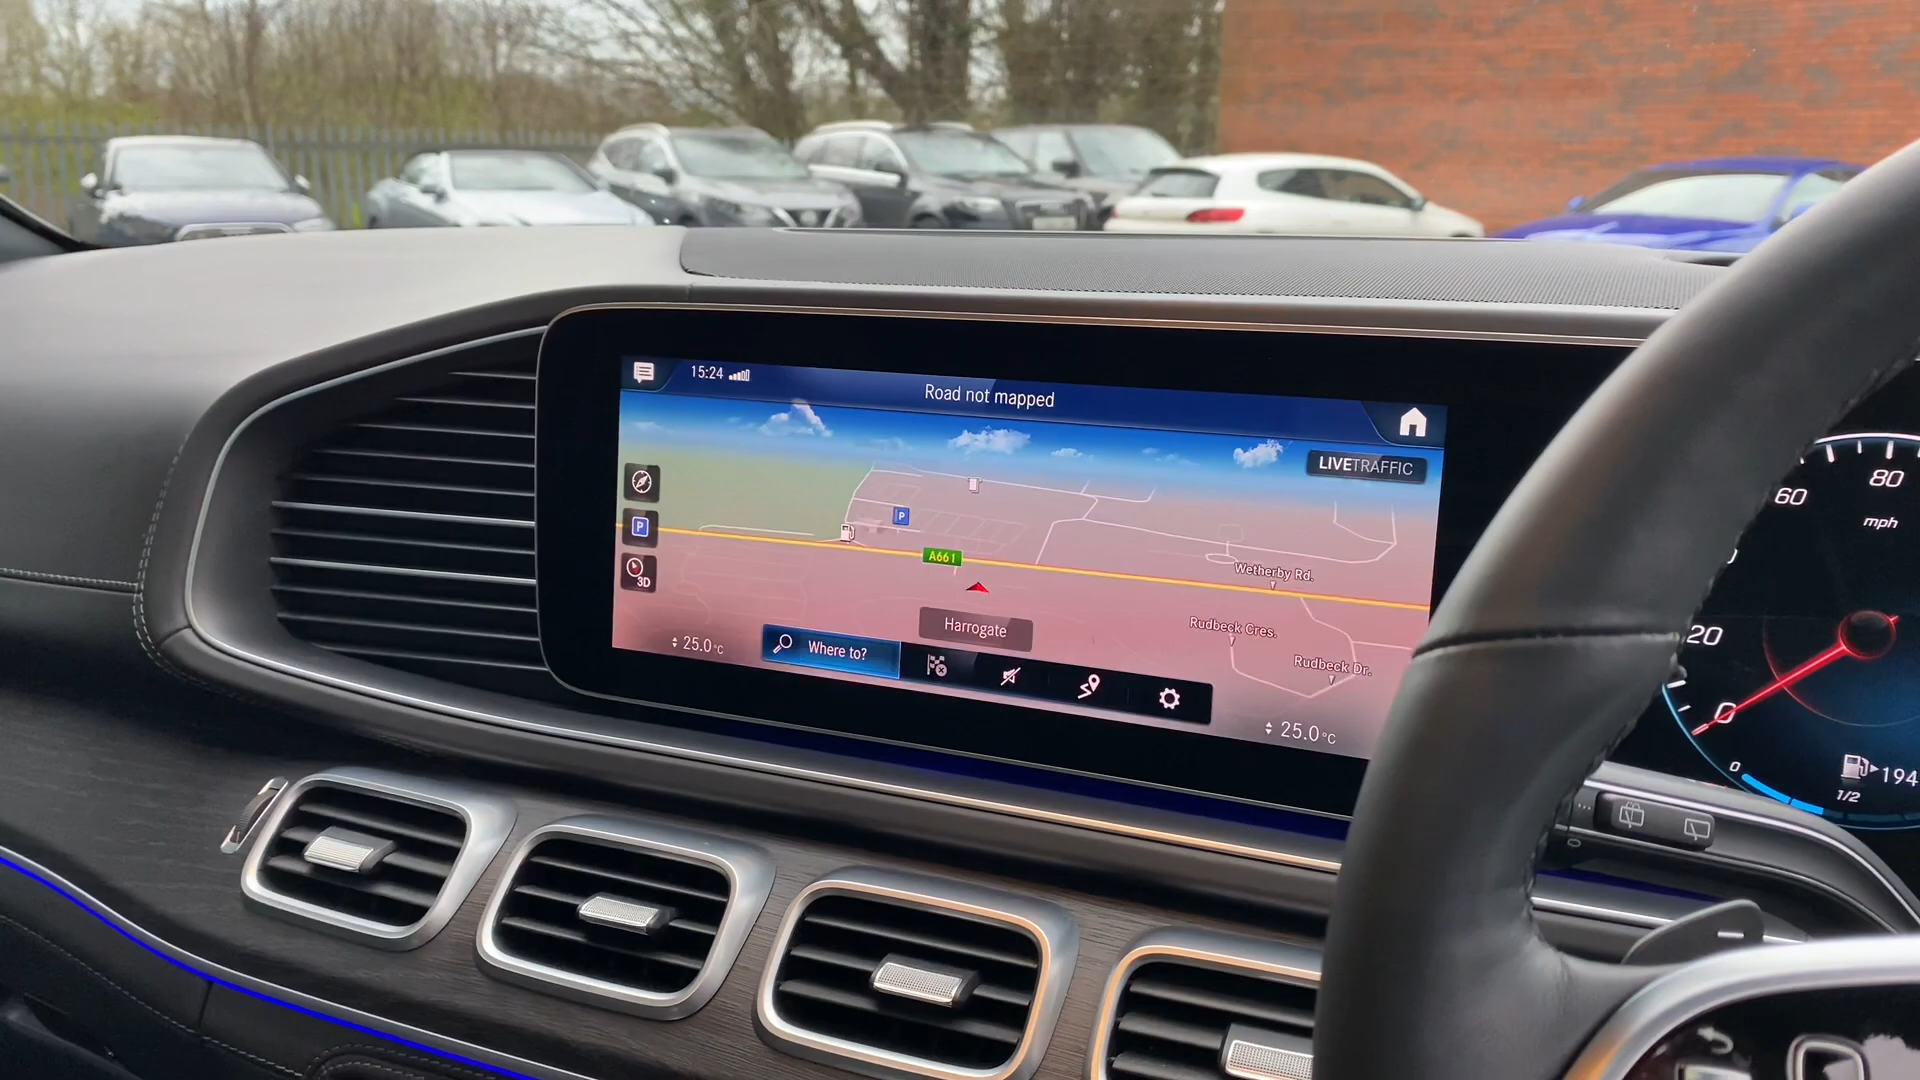 15:24
Road not mapped
LIVETRAFFIC
P
P
A661
3D
Wetherby Rd.
Rudbeck Cres.
Rudbeck Dr.
Harrogate
25.0°C
Where to?
25.0°C
60
80
mph
20
0
0
1/2
194
0